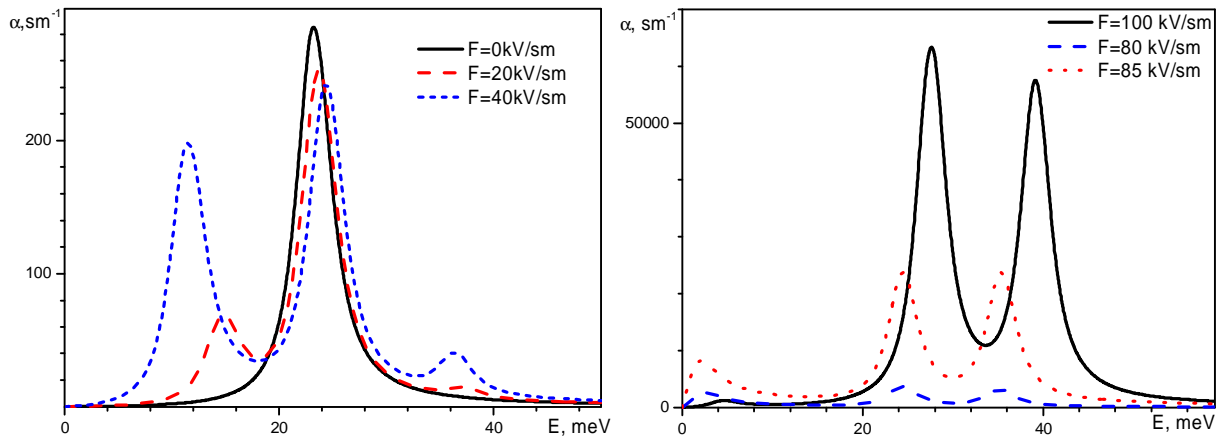 α,sm⁻¹
F=0kV/sm
F=20kV/sm
F=40kV/sm
200
100
0
20
40
E, meV
α, sm⁻¹
F=100 kV/sm
F=80 kV/sm
F=85 kV/sm
50000
0
0
20
40
E, meV